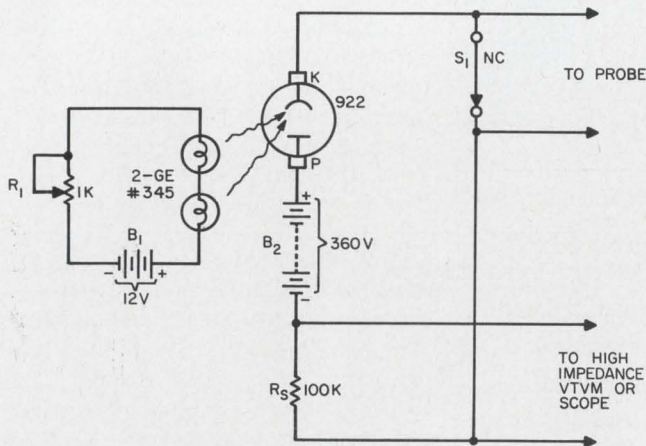 K
922
P
S1 NC
TO PROBE
2-GE
#345
R1
1K
B1
- +
12V
+
B2
360V
-
RS 100K
TO HIGH
IMPEDANCE
VTVM OR
SCOPE